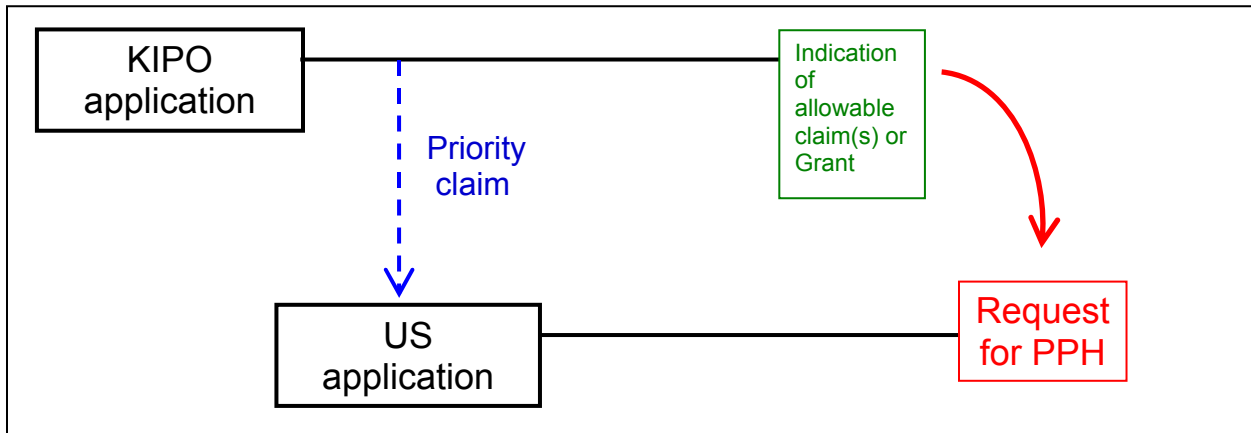 KIPO
application
Indication
of
allowable
claim(s) or
Grant
Priority
claim
US
application
Request
for PPH